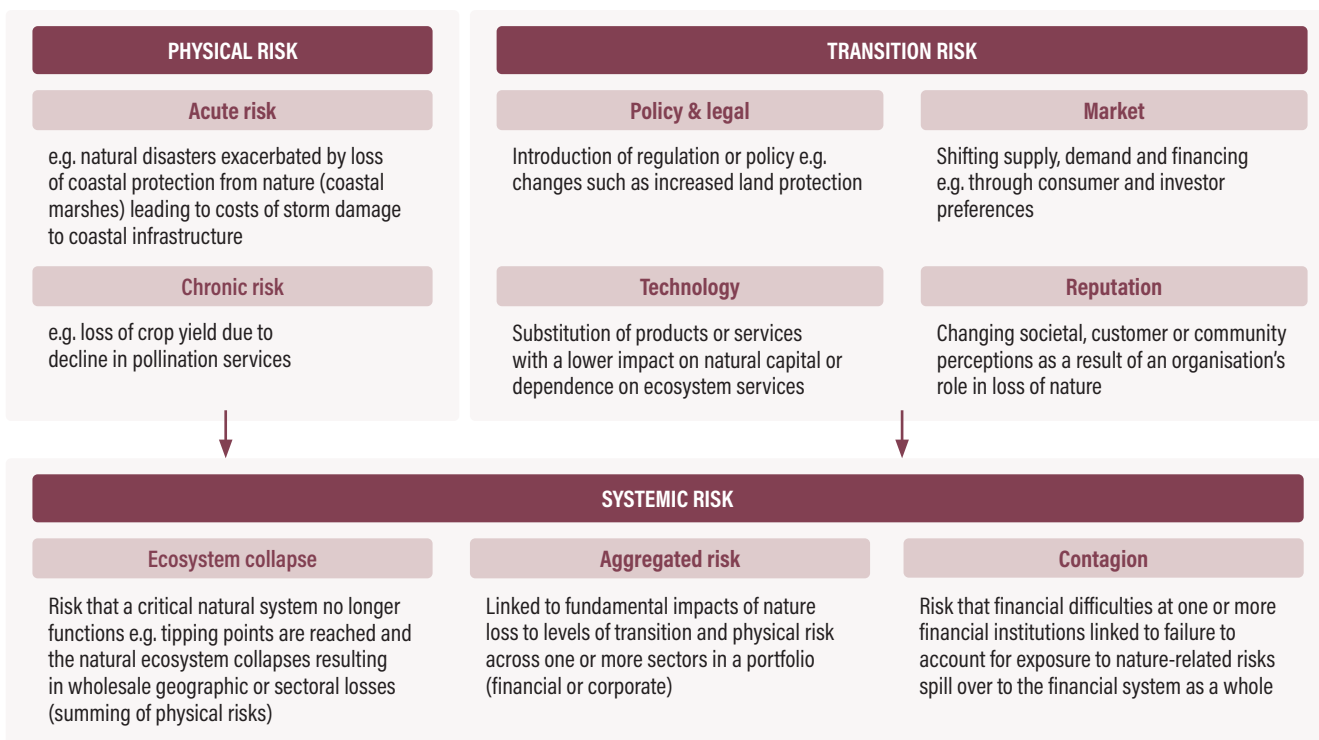 PHYSICAL RISK
Acute risk
e.g. natural disasters exacerbated by loss
of coastal protection from nature (coastal
marshes) leading to costs of storm damage
to coastal infrastructure
Chronic risk
e.g. loss of crop yield due to
decline in pollination services
TRANSITION RISK
Policy & legal
Introduction of regulation or policy e.g.
changes such as increased land protection
Market
Shifting supply, demand and financing
e.g. through consumer and investor
preferences
Technology
Substitution of products or services
with a lower impact on natural capital or
dependence on ecosystem services
Reputation
Changing societal, customer or community
perceptions as a result of an organisation's
role in loss of nature
SYSTEMIC RISK
Ecosystem collapse
Risk that a critical natural system no longer
functions e.g. tipping points are reached and
the natural ecosystem collapses resulting
in wholesale geographic or sectoral losses
(summing of physical risks)
Aggregated risk
Linked to fundamental impacts of nature
loss to levels of transition and physical risk
across one or more sectors in a portfolio
(financial or corporate)
Contagion
Risk that financial difficulties at one or more
financial institutions linked to failure to
account for exposure to nature-related risks
spill over to the financial system as a whole